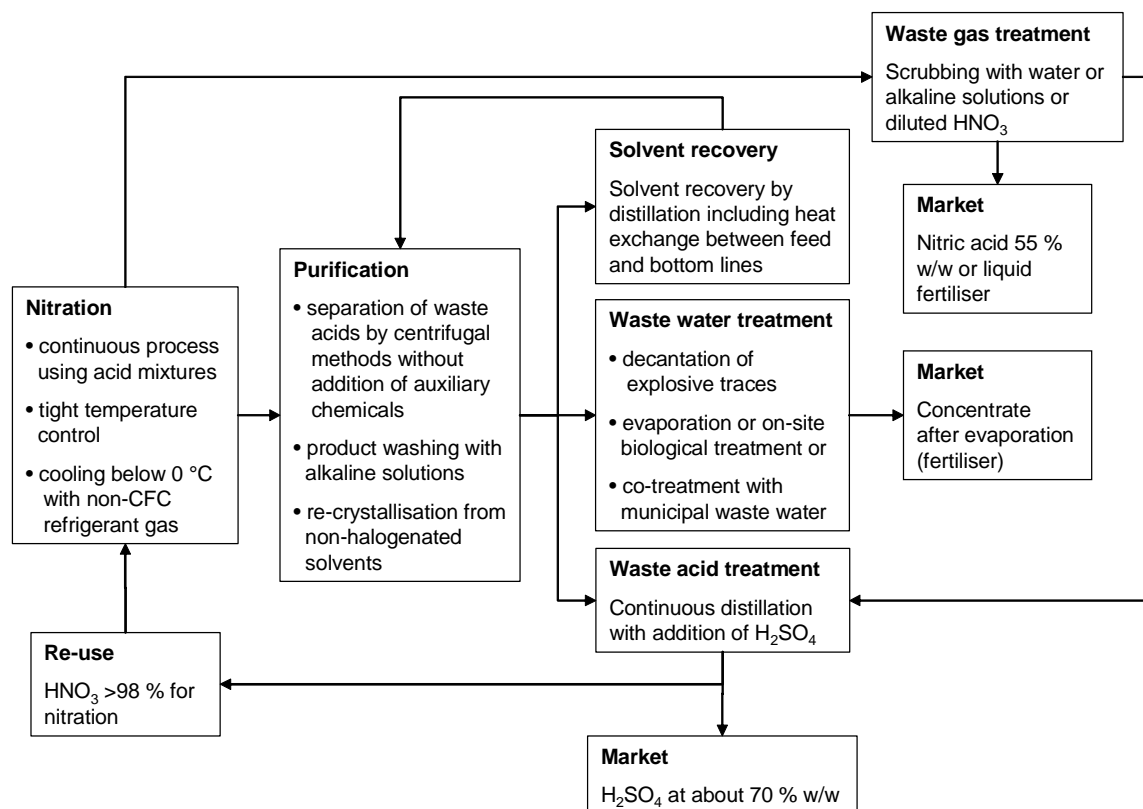 Waste gas treatment
Scrubbing with water or
alkaline solutions or
diluted HNO₃
Solvent recovery
Solvent recovery by
distillation including heat
exchange between feed
and bottom lines
Market
Nitric acid 55 %
w/w or liquid
fertiliser
Purification
• separation of waste
acids by centrifugal
methods without
addition of auxiliary
chemicals
• product washing with
alkaline solutions
• re-crystallisation from
non-halogenated
solvents
Nitration
• continuous process
using acid mixtures
• tight temperature
control
• cooling below 0 °C
with non-CFC
refrigerant gas
Waste water treatment
• decantation of
explosive traces
• evaporation or on-site
biological treatment or
• co-treatment with
municipal waste water
Market
Concentrate
after evaporation
(fertiliser)
Waste acid treatment
Continuous distillation
with addition of H₂SO₄
Re-use
HNO₃ >98 % for
nitration
Market
H₂SO₄ at about 70 % w/w